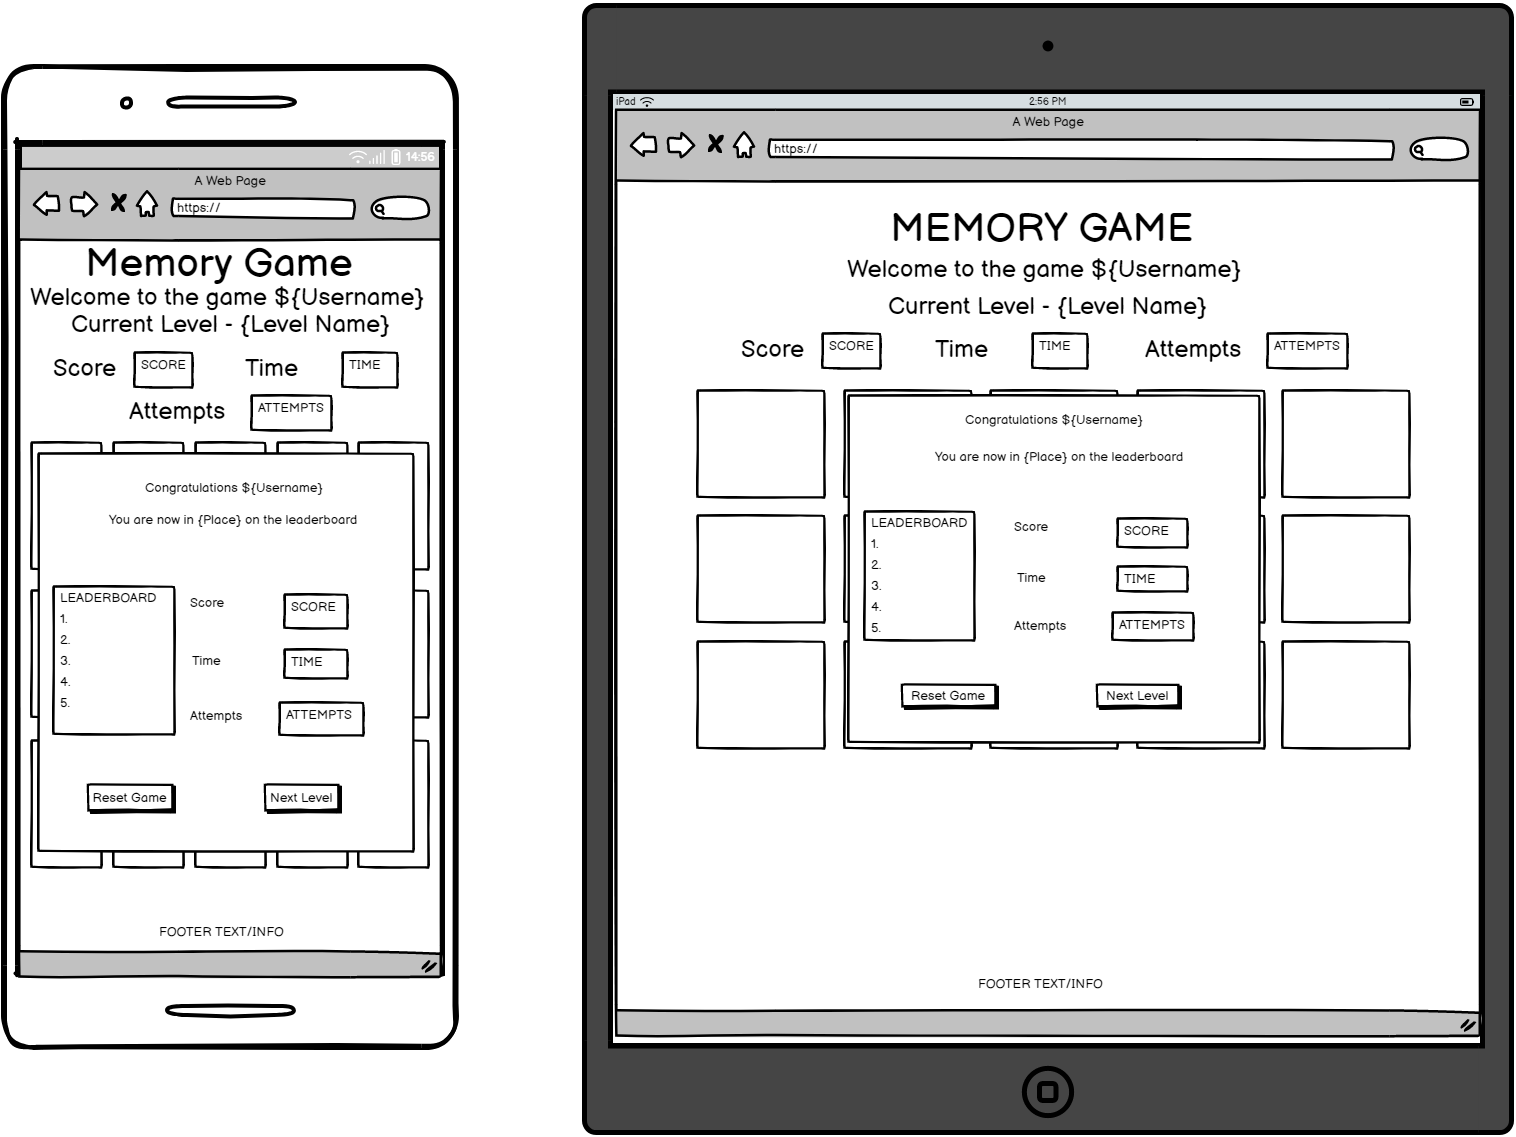 14:56
A Web Page
https://
Memory Game
Welcome to the game ${Username}
Current Level - {Level Name}
Score SCORE Time TIME
Attempts ATTEMPTS
Congratulations ${Username}
You are now in {Place} on the leaderboard
LEADERBOARD
1.
2.
3.
4.
5.
Score SCORE
Time TIME
Attempts ATTEMPTS
Reset Game Next Level
FOOTER TEXT/INFO
iPad 2:56 PM
A Web Page
https://
MEMORY GAME
Welcome to the game ${Username}
Current Level - {Level Name}
Score SCORE Time TIME Attempts ATTEMPTS
Congratulations ${Username}
You are now in {Place} on the leaderboard
LEADERBOARD
1.
2.
3.
4.
5.
Score SCORE
Time TIME
Attempts ATTEMPTS
Reset Game Next Level
FOOTER TEXT/INFO